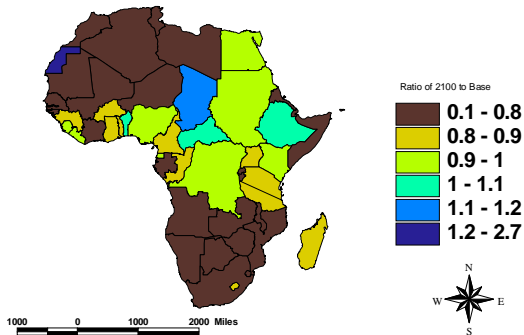 Ratio of 2100 to Base
0.1 - 0.8
0.8 - 0.9
0.9 - 1
1 - 1.1
1.1 - 1.2
1.2 - 2.7
N
W E
S
1000 0 1000 2000 Miles